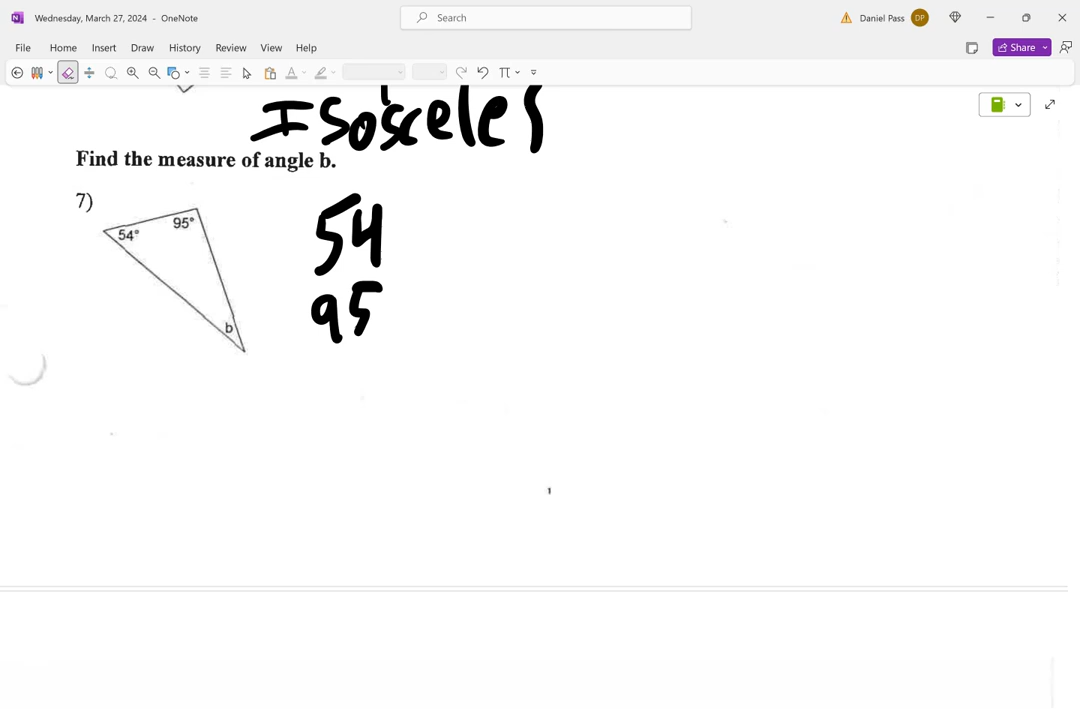 Wednesday, March 27, 2024 - OneNote
Search
Daniel Pass DP
File Home Insert Draw History Review View Help
Share
Isosceles
Find the measure of angle b.
7)
95°
54°
b
54
95
1